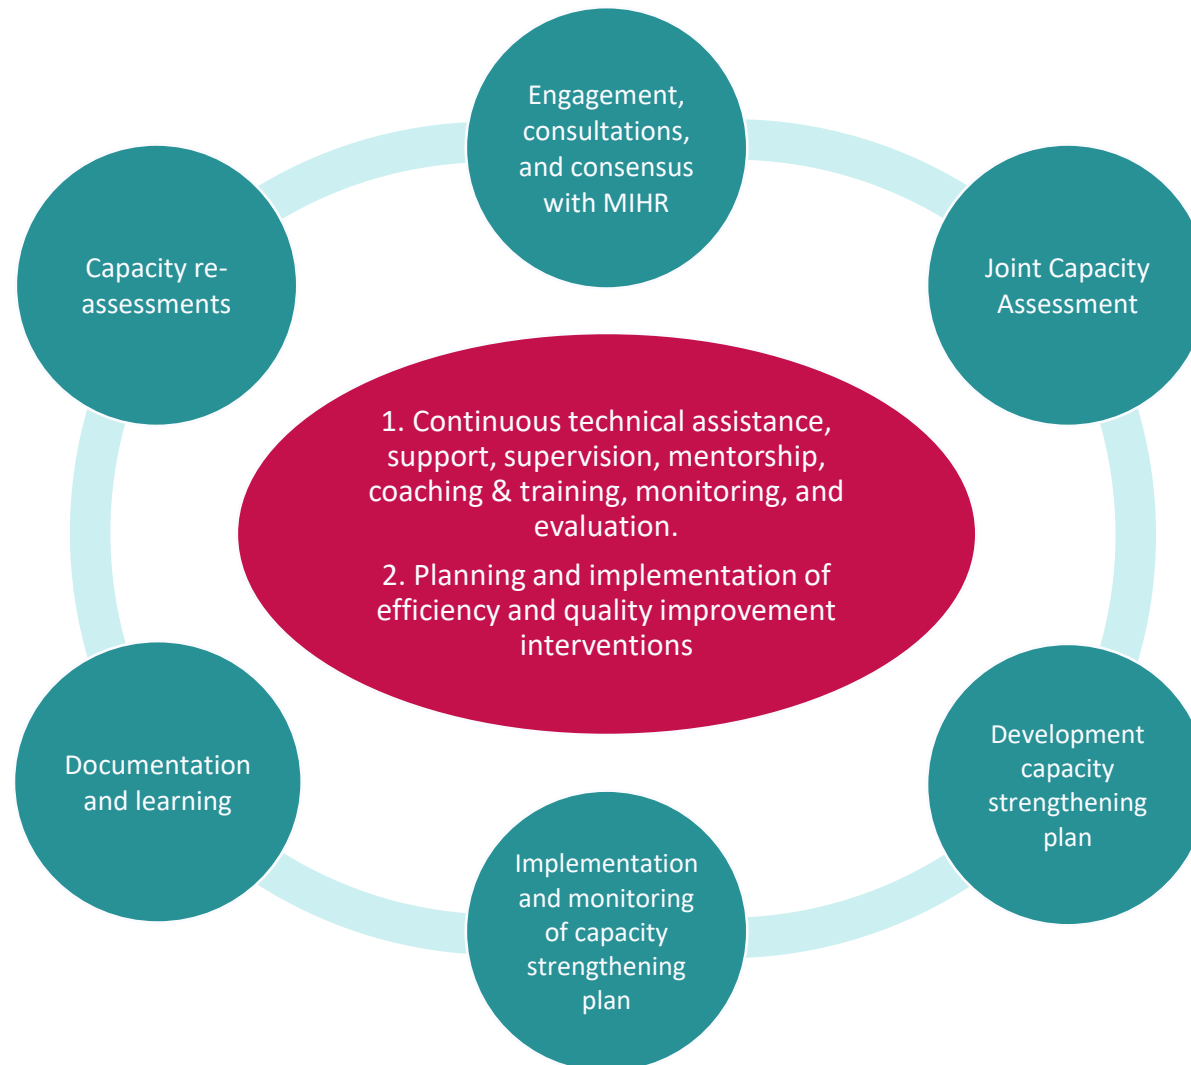 Engagement,
consultations,
and consensus
with MIHR
Joint Capacity
Assessment
Development
capacity
strengthening
plan
Implementation
and monitoring
of capacity
strengthening
plan
Documentation
and learning
Capacity re-
assessments
1. Continuous technical assistance,
support, supervision, mentorship,
coaching & training, monitoring, and
evaluation.
2. Planning and implementation of
efficiency and quality improvement
interventions